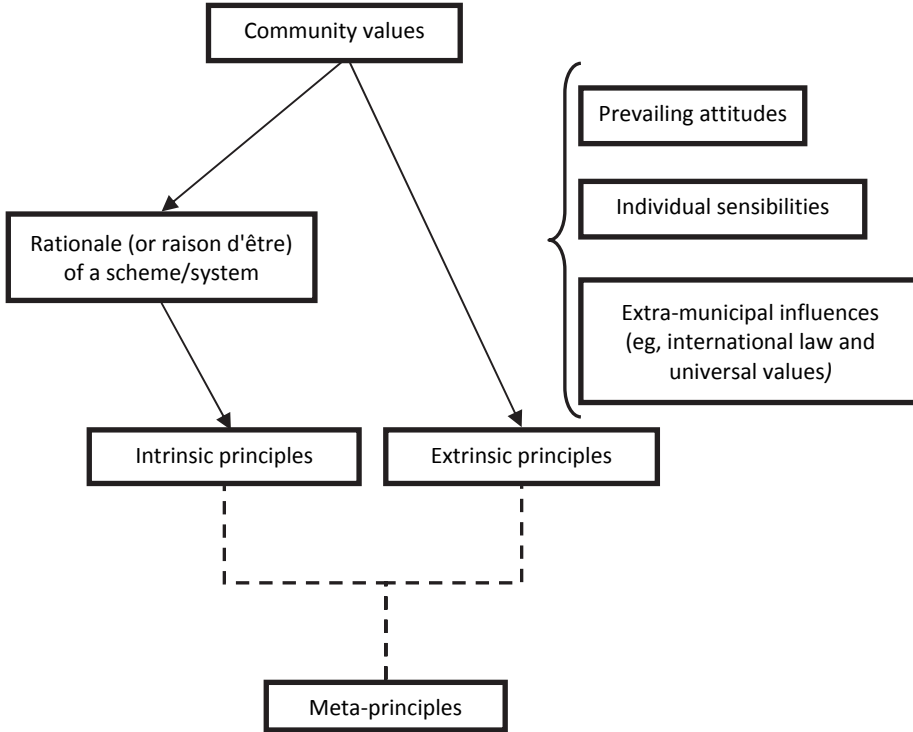 Community values
Prevailing attitudes
Individual sensibilities
Rationale (or raison d'être)
of a scheme/system
Extra-municipal influences
(eg, international law and
universal values)
Intrinsic principles
Extrinsic principles
Meta-principles